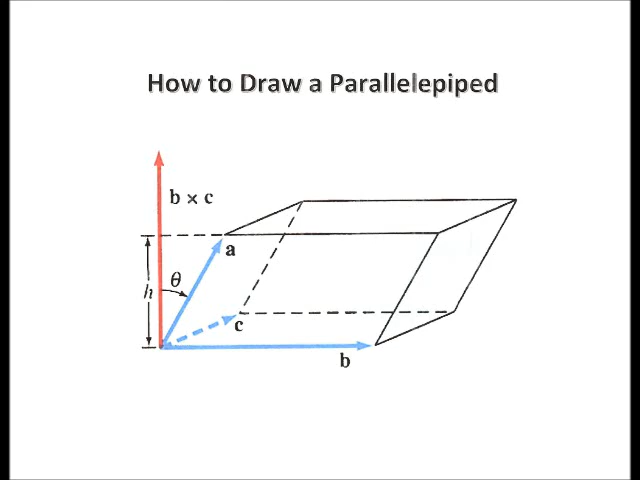 How to Draw a Parallelepiped
b × c
a
θ
h
c
b